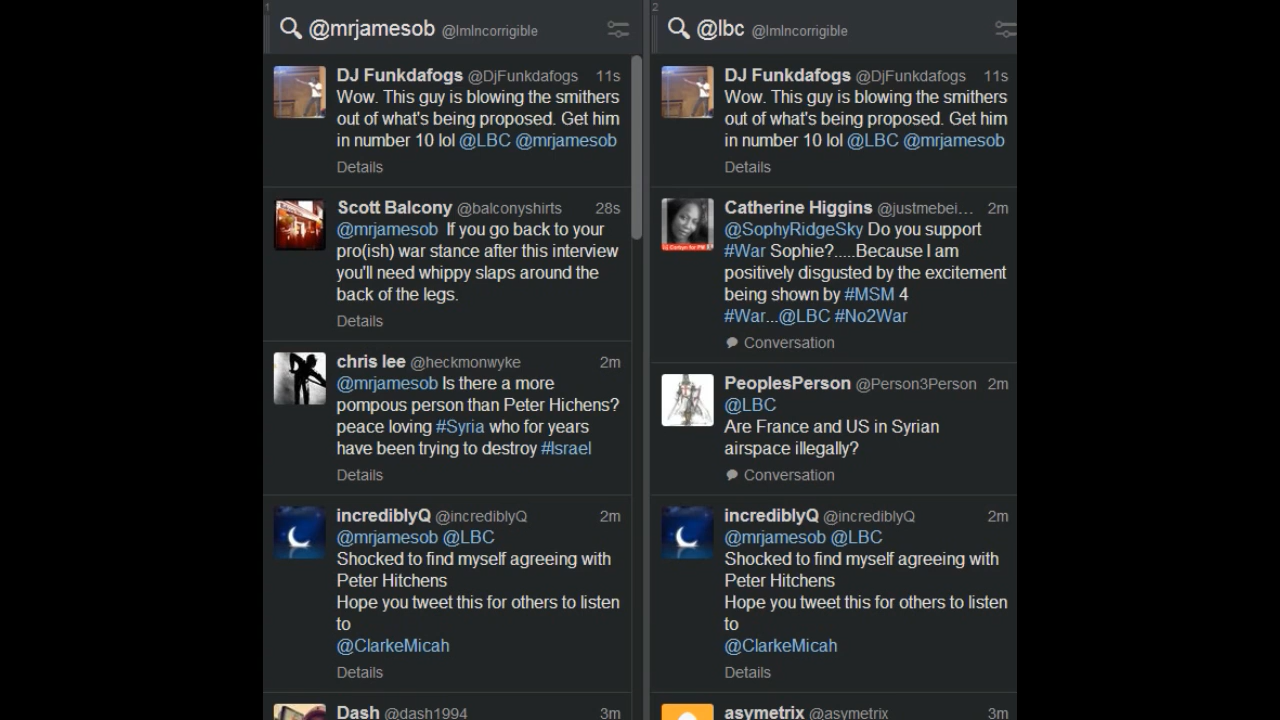 1
@mrjamesob @ImIncorrigible
DJ Funkdafogs @DjFunkdafogs 11s
Wow. This guy is blowing the smithers
out of what's being proposed. Get him
in number 10 lol @LBC @mrjamesob
Details
Scott Balcony @balconyshirts 28s
@mrjamesob If you go back to your
pro(ish) war stance after this interview
you'll need whippy slaps around the
back of the legs.
Details
chris lee @heckmonwyke 2m
@mrjamesob Is there a more
pompous person than Peter Hichens?
peace loving #Syria who for years
have been trying to destroy #Israel
Details
incrediblyQ @incrediblyQ 2m
@mrjamesob @LBC
Shocked to find myself agreeing with
Peter Hitchens
Hope you tweet this for others to listen
to
@ClarkeMicah
Details
Dash @dash1994 3m
2
@lbc @ImIncorrigible
DJ Funkdafogs @DjFunkdafogs 11s
Wow. This guy is blowing the smithers
out of what's being proposed. Get him
in number 10 lol @LBC @mrjamesob
Details
Catherine Higgins @justmebei... 2m
@SophyRidgeSky Do you support
#War Sophie?.....Because I am
positively disgusted by the excitement
being shown by #MSM 4
#War...@LBC #No2War
Conversation
PeoplesPerson @Person3Person 2m
@LBC
Are France and US in Syrian
airspace illegally?
Conversation
incrediblyQ @incrediblyQ 2m
@mrjamesob @LBC
Shocked to find myself agreeing with
Peter Hitchens
Hope you tweet this for others to listen
to
@ClarkeMicah
Details
asymetrix @asymetrix 3m